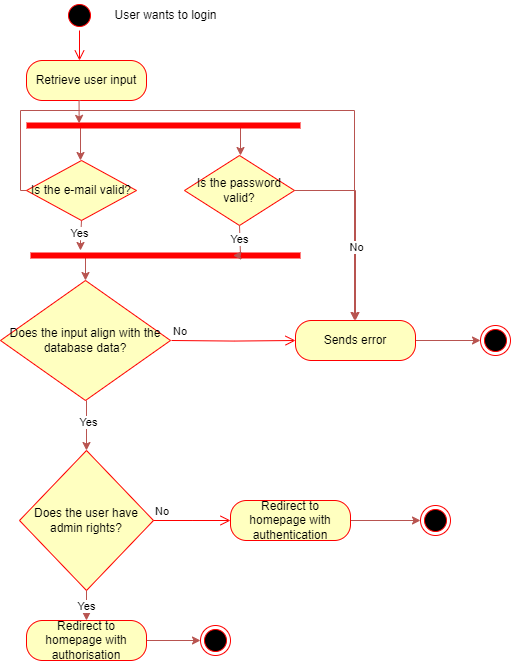 User wants to login
Retrieve user input
Is the e-mail valid?
Is the password
valid?
Yes
Yes
No
Does the input align with the
database data?
No
Sends error
Yes
Does the user have
admin rights?
No
Redirect to
homepage with
authentication
Yes
Redirect to
homepage with
authorisation